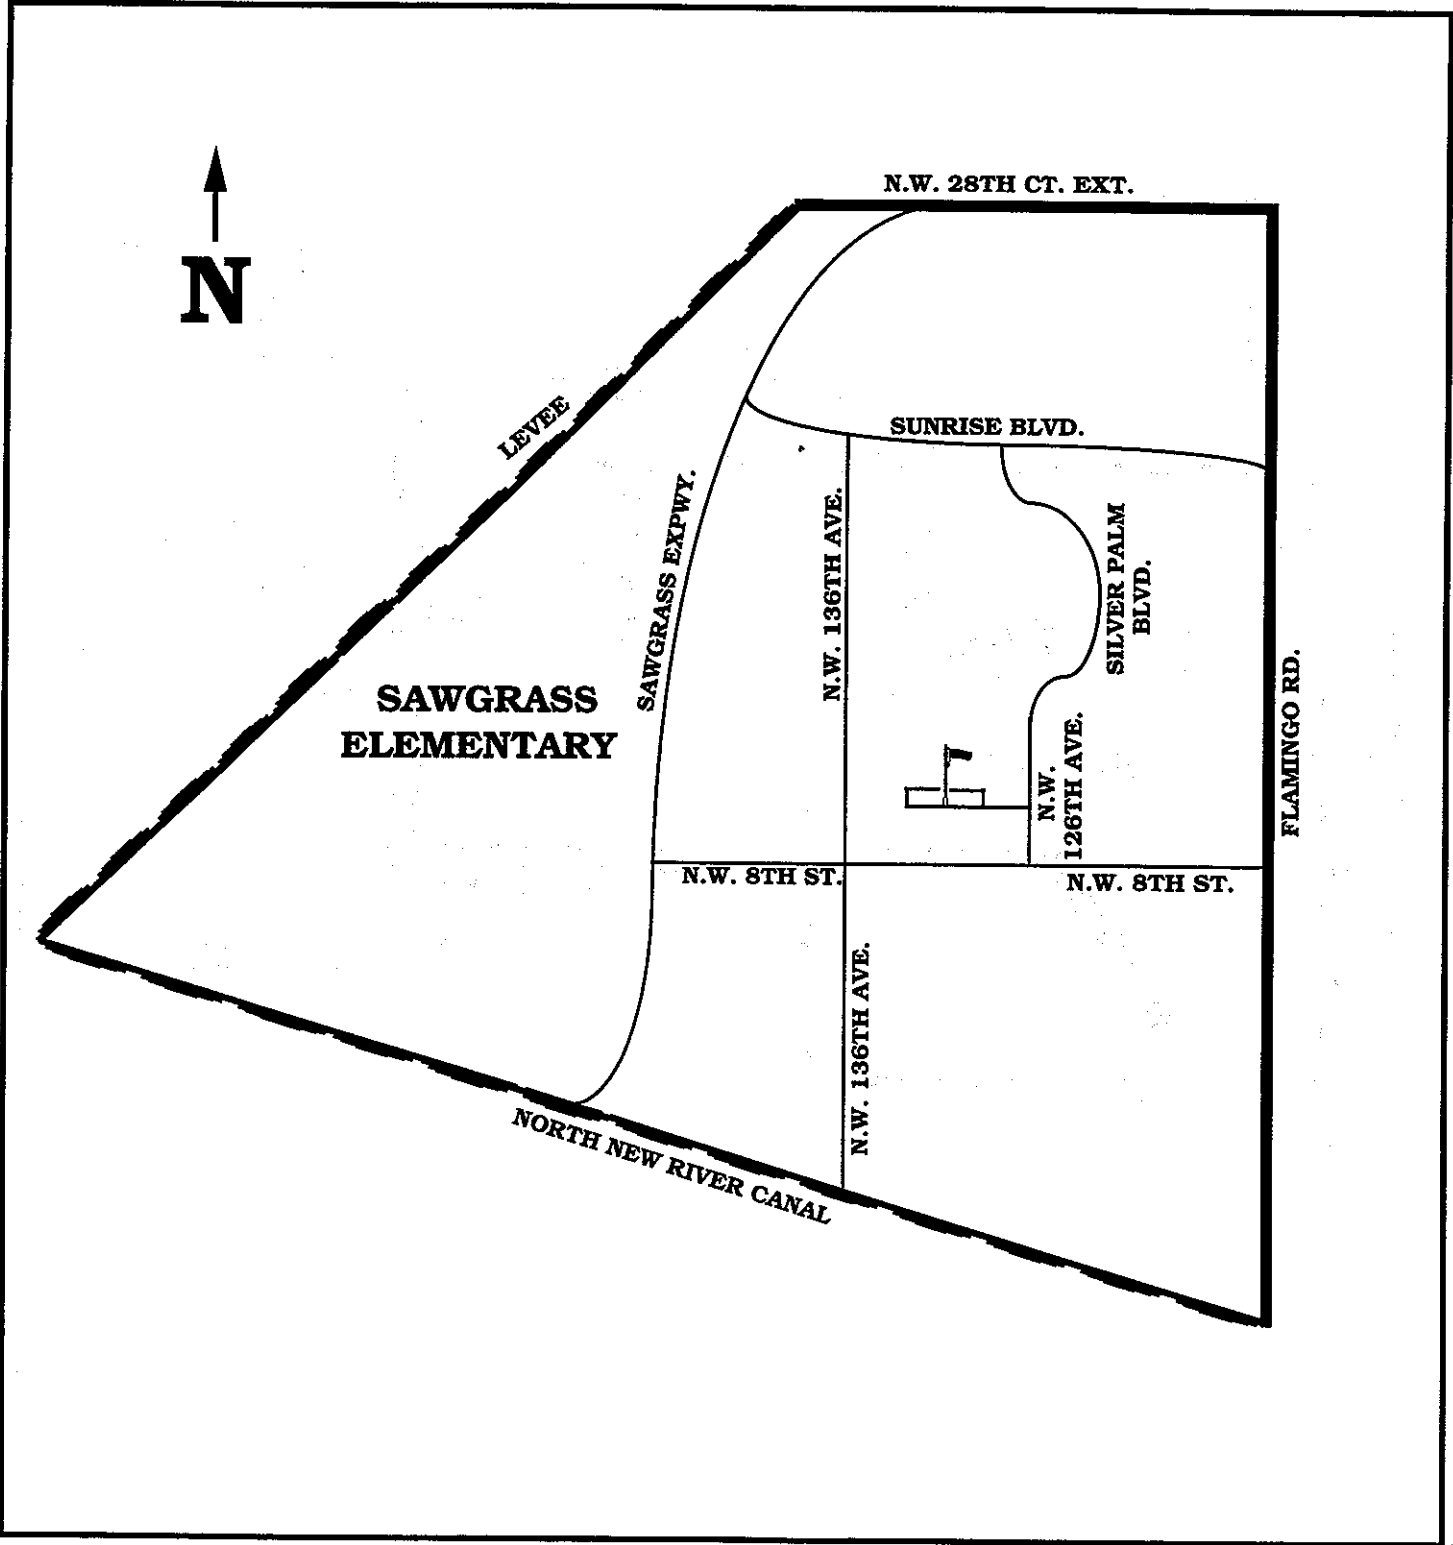 N.W. 28TH CT. EXT.
N
LEVEE
SUNRISE BLVD.
SAWGRASS EXPWY.
N.W. 136TH AVE.
SILVER PALM
BLVD.
SAWGRASS
ELEMENTARY
FLAMINGO RD.
N.W.
126TH AVE.
N.W. 8TH ST.
N.W. 8TH ST.
N.W. 136TH AVE.
NORTH NEW RIVER CANAL